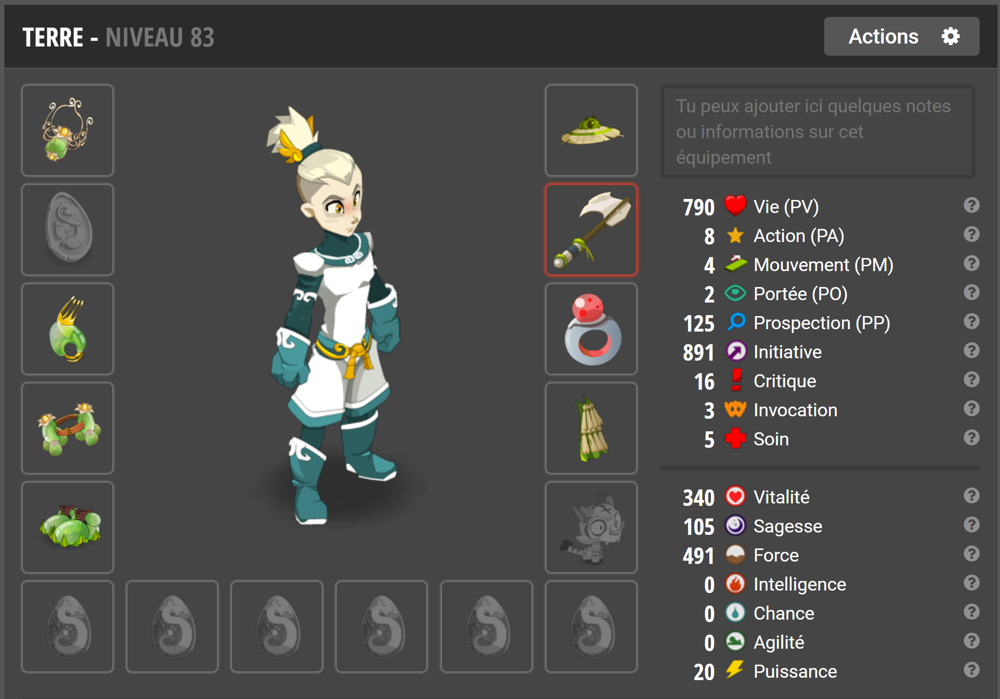 TERRE - NIVEAU 83
Actions
Tu peux ajouter ici quelques notes
ou informations sur cet
équipement
790 Vie (PV) ?
8 Action (PA) ?
4 Mouvement (PM) ?
2 Portée (PO) ?
125 Prospection (PP) ?
891 Initiative ?
16 Critique ?
3 Invocation ?
5 Soin ?
340 Vitalité ?
105 Sagesse ?
491 Force ?
0 Intelligence ?
0 Chance ?
0 Agilité ?
20 Puissance ?